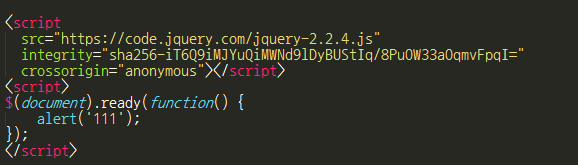 <script
src="https://code.jquery.com/jquery-2.2.4.js"
integrity="sha256-iT6Q9iMJYuQiMWNd9lDyBUStIq/8PuOW33aOqmvFpqI="
crossorigin="anonymous"></script>
<script>
$(document).ready(function() {
alert('111');
});
</script>